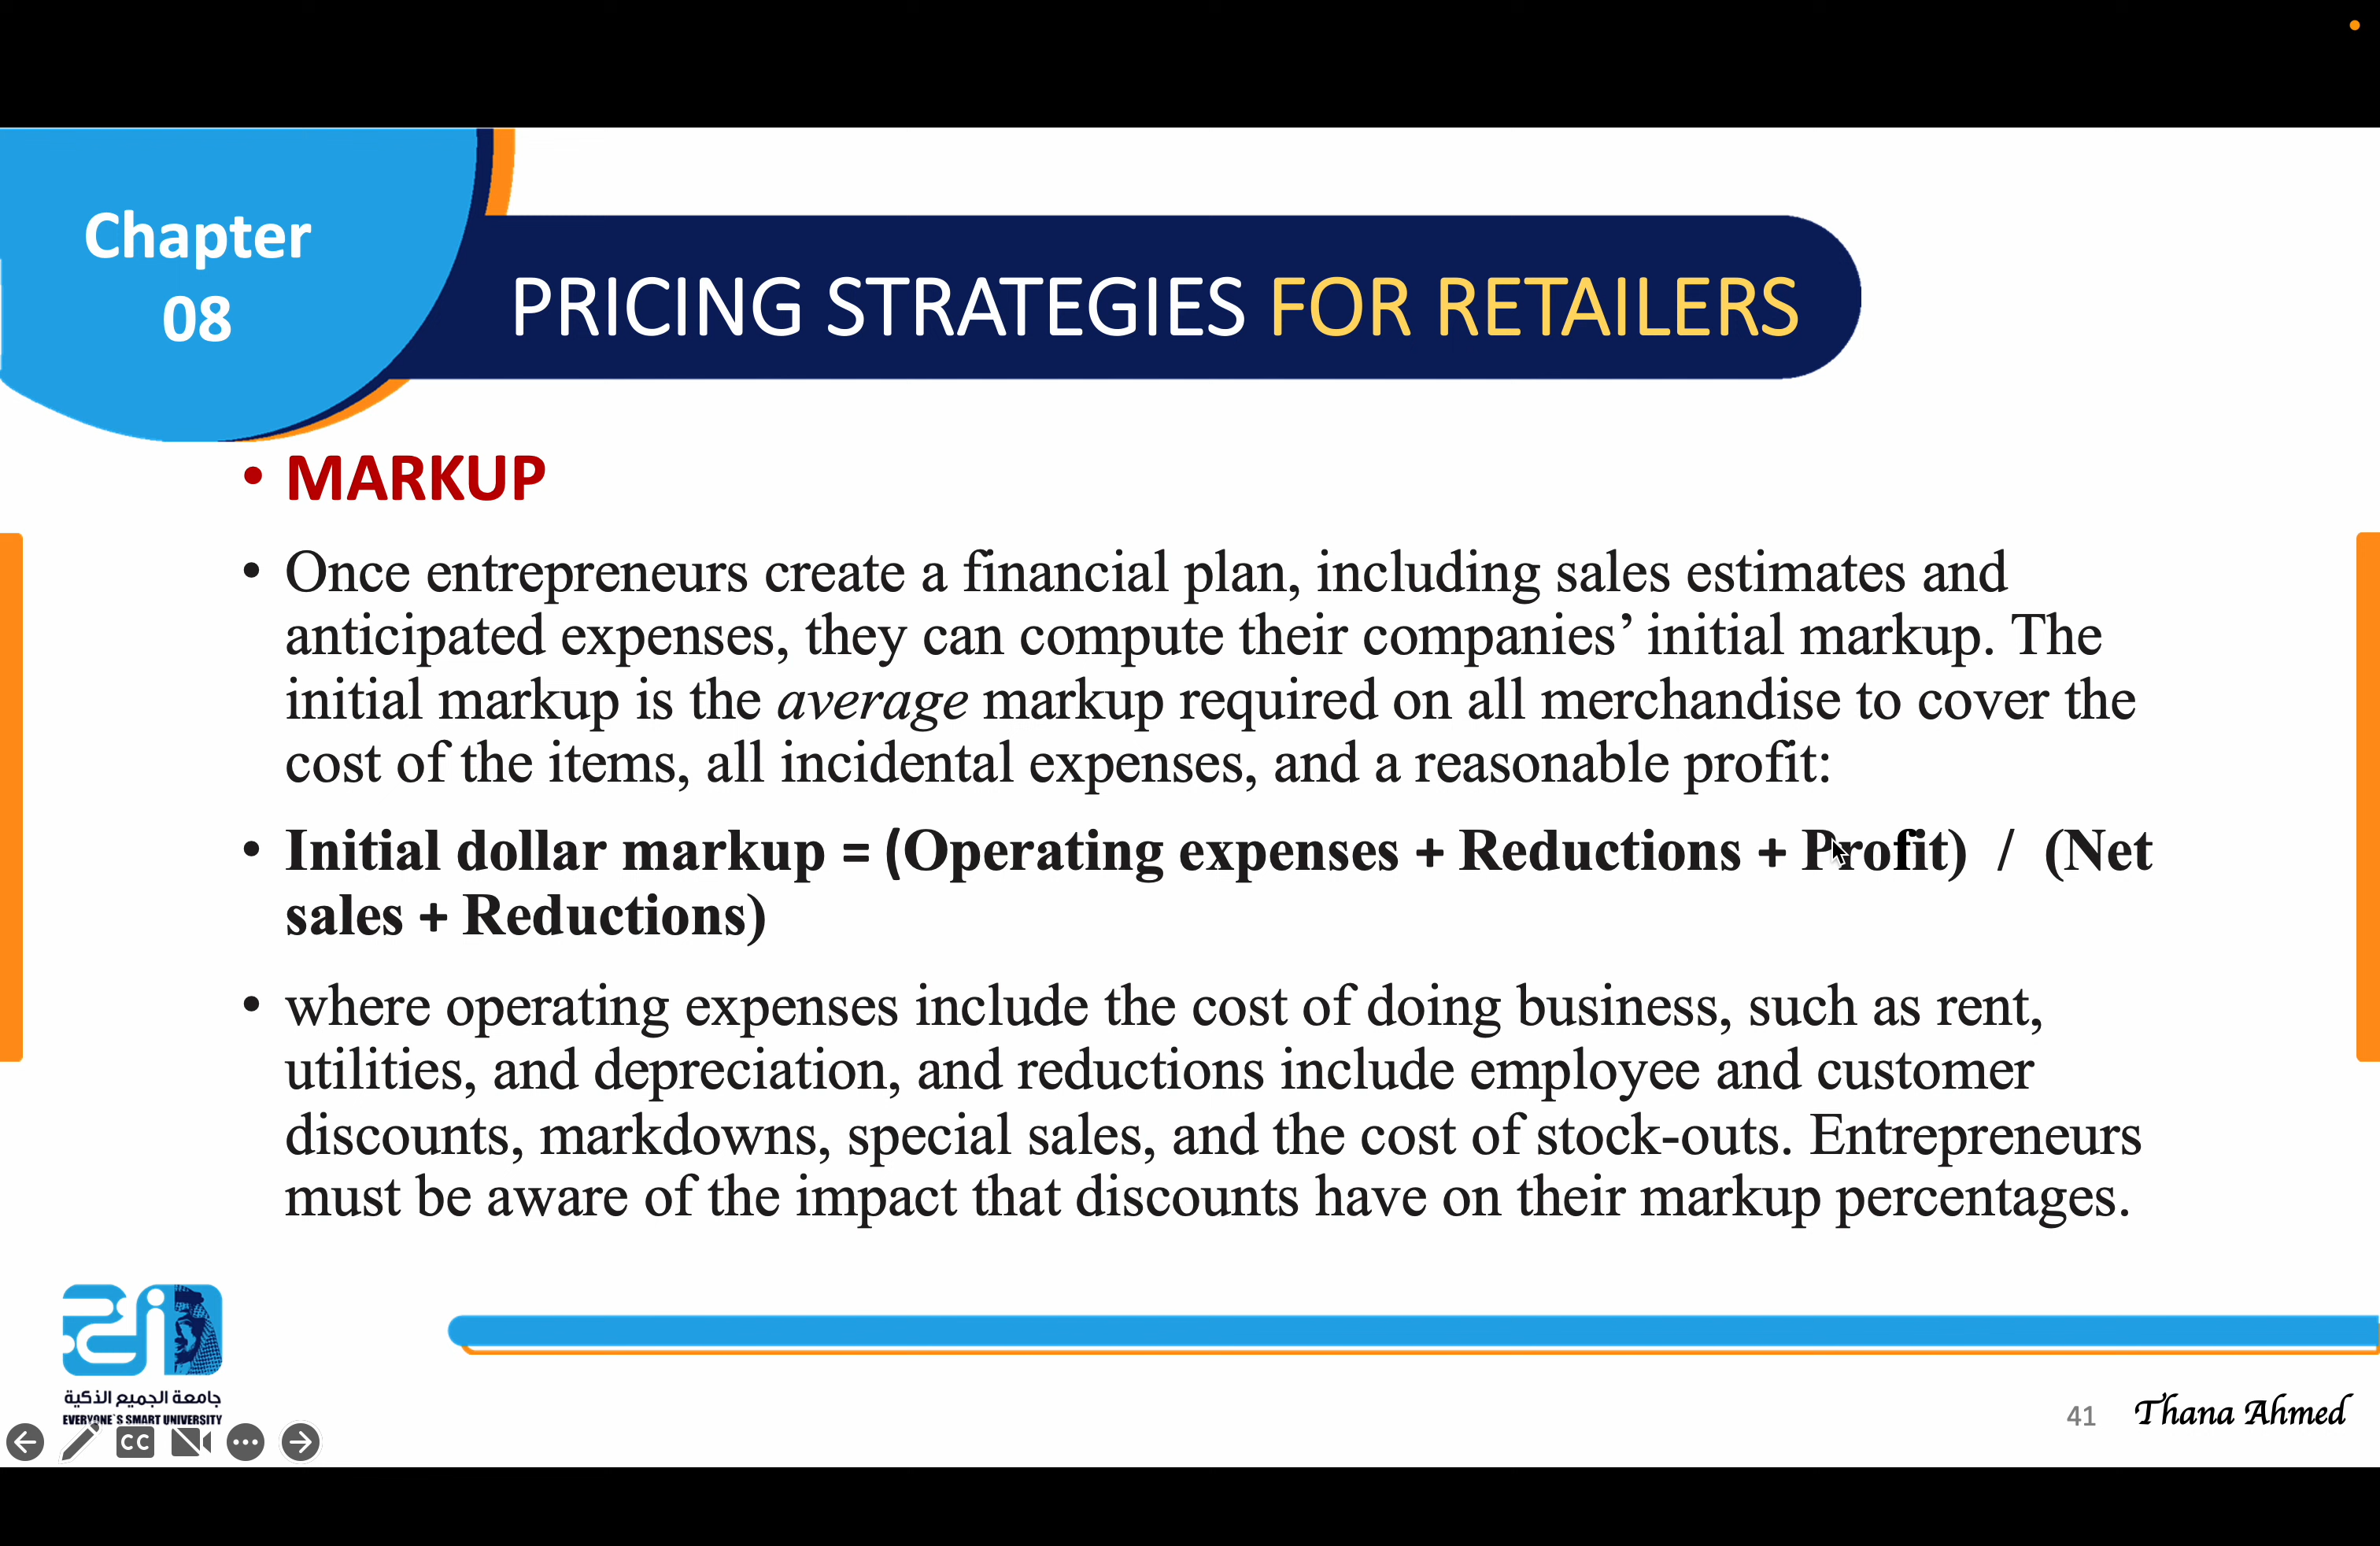 Chapter
08
PRICING STRATEGIES FOR RETAILERS
• MARKUP
• Once entrepreneurs create a financial plan, including sales estimates and
anticipated expenses, they can compute their companies’ initial markup. The
initial markup is the average markup required on all merchandise to cover the
cost of the items, all incidental expenses, and a reasonable profit:
• Initial dollar markup = (Operating expenses + Reductions + Profit) / (Net
sales + Reductions)
• where operating expenses include the cost of doing business, such as rent,
utilities, and depreciation, and reductions include employee and customer
discounts, markdowns, special sales, and the cost of stock-outs. Entrepreneurs
must be aware of the impact that discounts have on their markup percentages.
جامعة الجميع الذكية
EVERYONE`S SMART UNIVERSITY
CC
41
Thana Ahmed